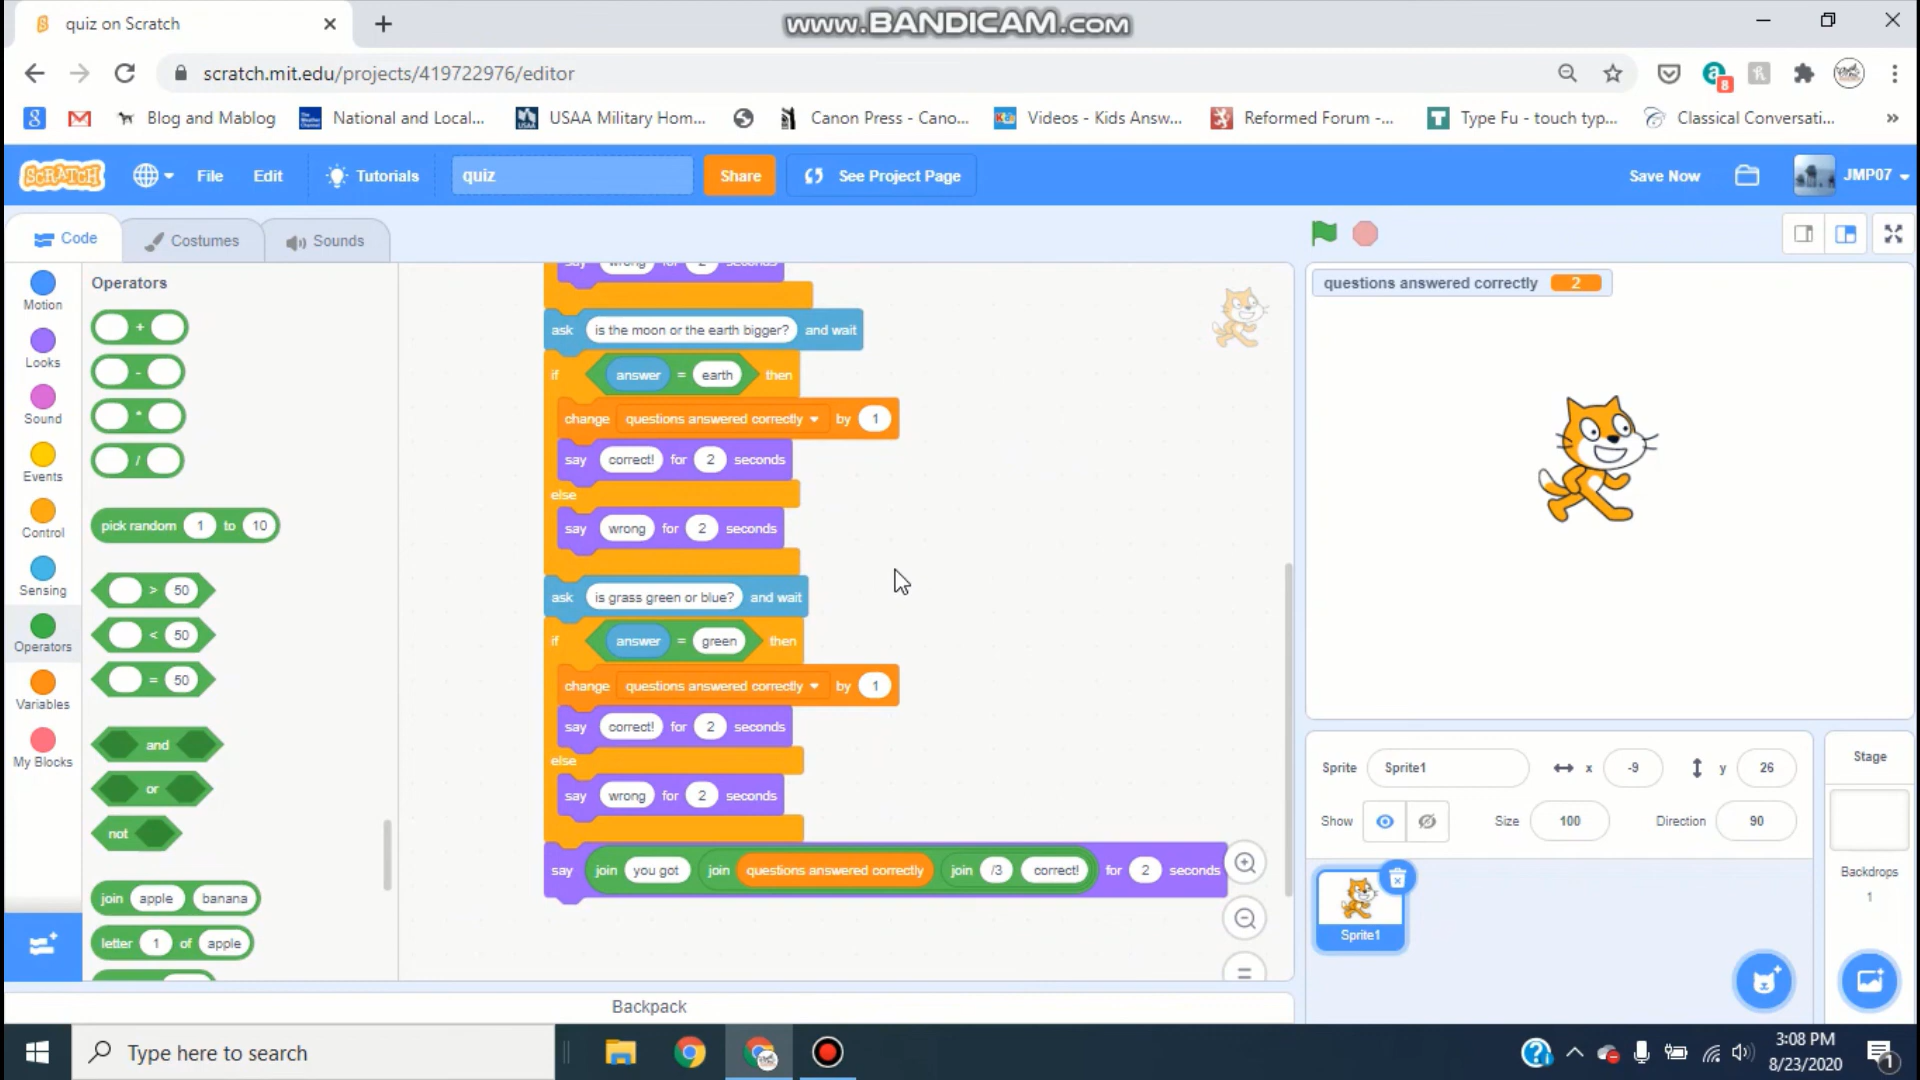 quiz on Scratch
www.BANDICAM.com
scratch.mit.edu/projects/419722976/editor
8
Blog and Mablog
National and Local...
USAA Military Hom...
Canon Press - Cano...
Videos - Kids Answ...
Reformed Forum -...
Type Fu - touch typ...
Classical Conversati...
»
SCRATCH
File
Edit
Tutorials
quiz
Share
See Project Page
Save Now
JMP07
Code
Costumes
Sounds
Motion
Looks
Sound
Events
Control
Sensing
Operators
Variables
My Blocks
Operators
+
-
*
/
pick random 1 to 10
> 50
< 50
= 50
and
or
not
join apple banana
letter 1 of apple
say wrong for 2 seconds
ask is the moon or the earth bigger? and wait
if answer = earth then
change questions answered correctly by 1
say correct! for 2 seconds
else
say wrong for 2 seconds
ask is grass green or blue? and wait
if answer = green then
change questions answered correctly by 1
say correct! for 2 seconds
else
say wrong for 2 seconds
say join you got join questions answered correctly join /3 correct! for 2 seconds
=
Backpack
questions answered correctly 2
Sprite Sprite1 x -9 y 26
Show Size 100 Direction 90
Sprite1
Stage
Backdrops
1
Type here to search
3:08 PM
8/23/2020
1